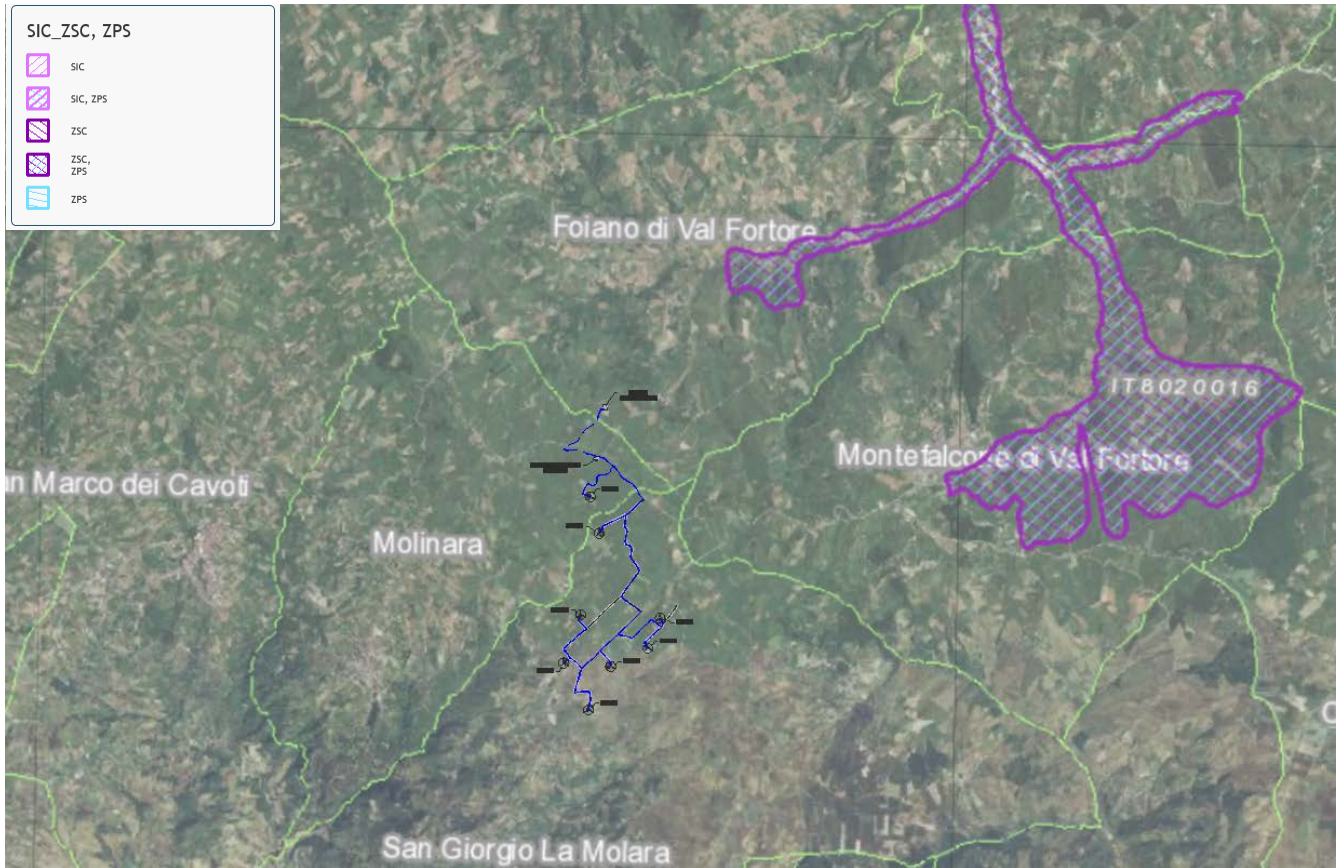 SIC_ZSC, ZPS
SIC
SIC, ZPS
ZSC
ZSC,
ZPS
ZPS
Foiano di Val Fortore
IT8020016
Montefalcone di Val Fortore
n Marco dei Cavoti
Molinara
San Giorgio La Molara